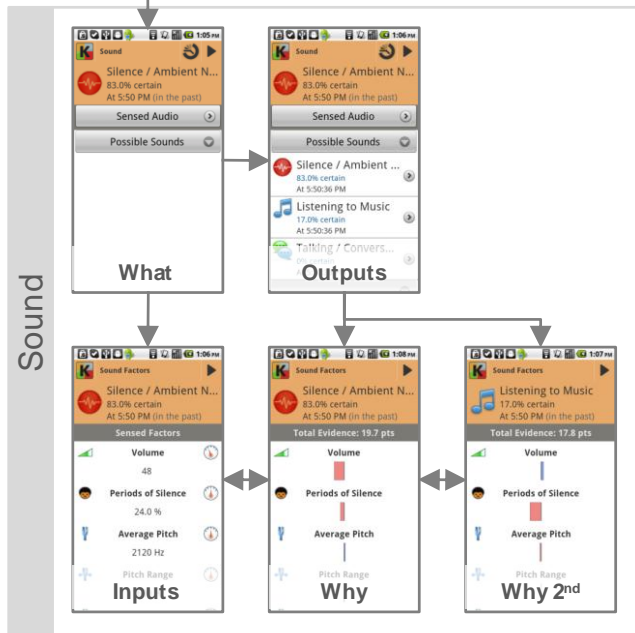 Sound
1:05 PM
K Sound
Silence / Ambient N...
83.0% certain
At 5:50 PM (in the past)
Sensed Audio
Possible Sounds
What
1:06 PM
K Sound
Silence / Ambient N...
83.0% certain
At 5:50 PM (in the past)
Sensed Audio
Possible Sounds
Silence / Ambient ...
83.0% certain
At 5:50:36 PM
Listening to Music
17.0% certain
At 5:50:36 PM
Talking / Convers...
0% certain
Outputs
1:06 PM
K Sound Factors
Silence / Ambient N...
83.0% certain
At 5:50 PM (in the past)
Sensed Factors
Volume
48
Periods of Silence
24.0 %
Average Pitch
2120 Hz
Pitch Range
Inputs
1:08 PM
K Sound Factors
Silence / Ambient N...
83.0% certain
At 5:50 PM (in the past)
Total Evidence: 19.7 pts
Volume
Periods of Silence
Average Pitch
Pitch Range
Why
1:07 PM
K Sound Factors
Listening to Music
17.0% certain
At 5:50 PM (in the past)
Total Evidence: 17.8 pts
Volume
Periods of Silence
Average Pitch
Pitch Range
Why 2nd